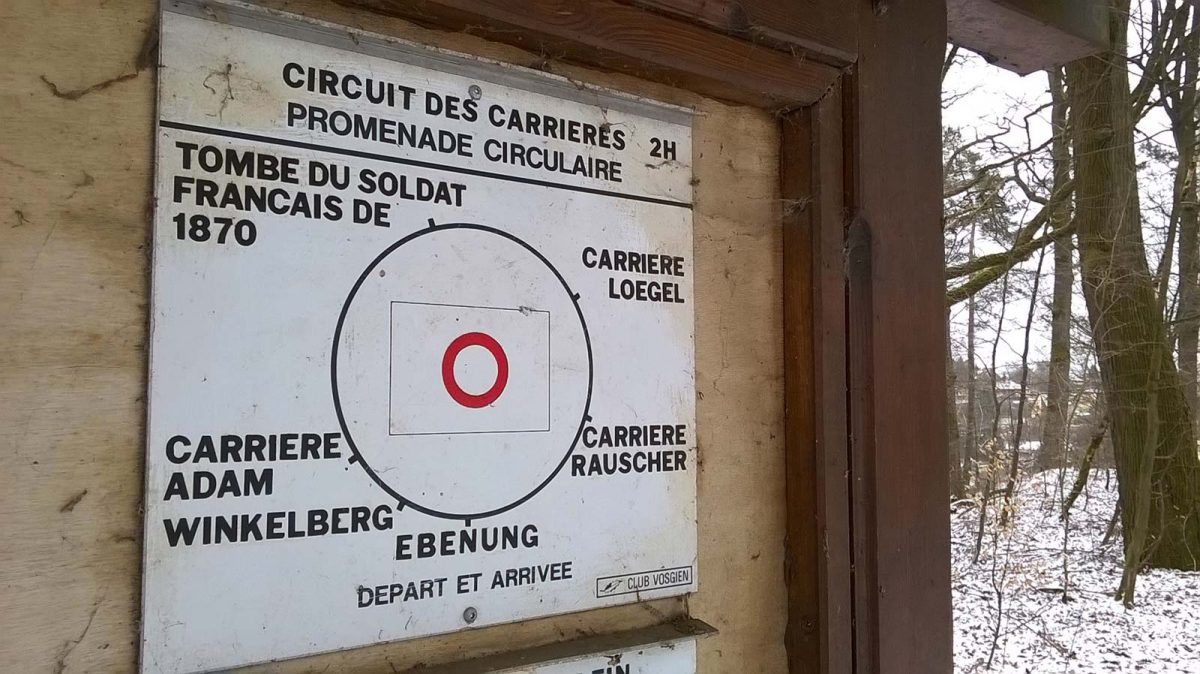 CIRCUIT DES CARRIERES 2H
PROMENADE CIRCULAIRE
TOMBE DU SOLDAT
FRANCAIS DE
1870
CARRIERE
LOEGEL
CARRIERE
ADAM
CARRIERE
RAUSCHER
WINKELBERG
EBENUNG
DEPART ET ARRIVEE
CLUB VOSGIEN